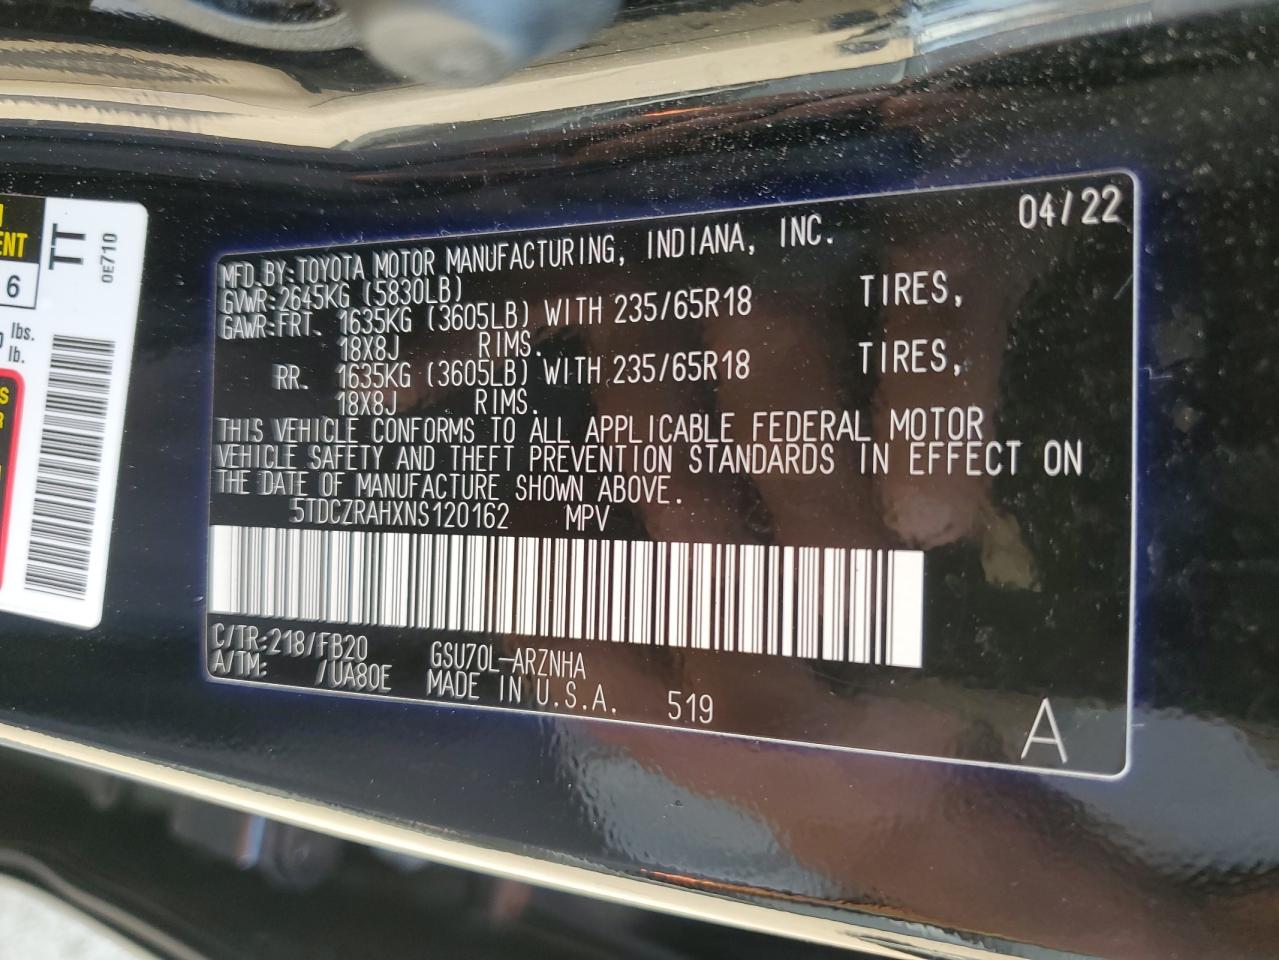 04/22
MFD.BY:TOYOTA MOTOR MANUFACTURING, INDIANA, INC.
GVWR:2645KG (5830LB)
GAWR:FRT. 1635KG (3605LB) WITH 235/65R18 TIRES,
18X8J RIMS.
RR. 1635KG (3605LB) WITH 235/65R18 TIRES,
18X8J RIMS.
THIS VEHICLE CONFORMS TO ALL APPLICABLE FEDERAL MOTOR
VEHICLE SAFETY AND THEFT PREVENTION STANDARDS IN EFFECT ON
THE DATE OF MANUFACTURE SHOWN ABOVE.
5TDCZRAHXNS120162 MPV
C/TR:218/FB20 GSU70L-ARZNHA
A/TM: /UA80E MADE IN U.S.A. 519
A
TT
0E710
6
lbs.
lb.